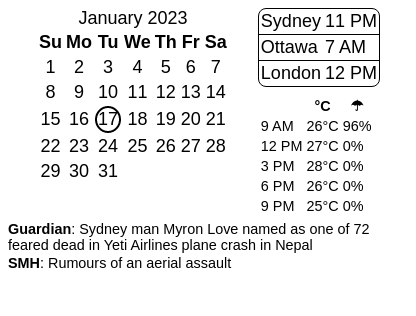 January 2023
Su Mo Tu We Th Fr Sa
1 2 3 4 5 6 7
8 9 10 11 12 13 14
15 16 17 18 19 20 21
22 23 24 25 26 27 28
29 30 31
Sydney 11 PM
Ottawa 7 AM
London 12 PM
°C ☂
9 AM 26°C 96%
12 PM 27°C 0%
3 PM 28°C 0%
6 PM 26°C 0%
9 PM 25°C 0%
Guardian: Sydney man Myron Love named as one of 72
feared dead in Yeti Airlines plane crash in Nepal
SMH: Rumours of an aerial assault